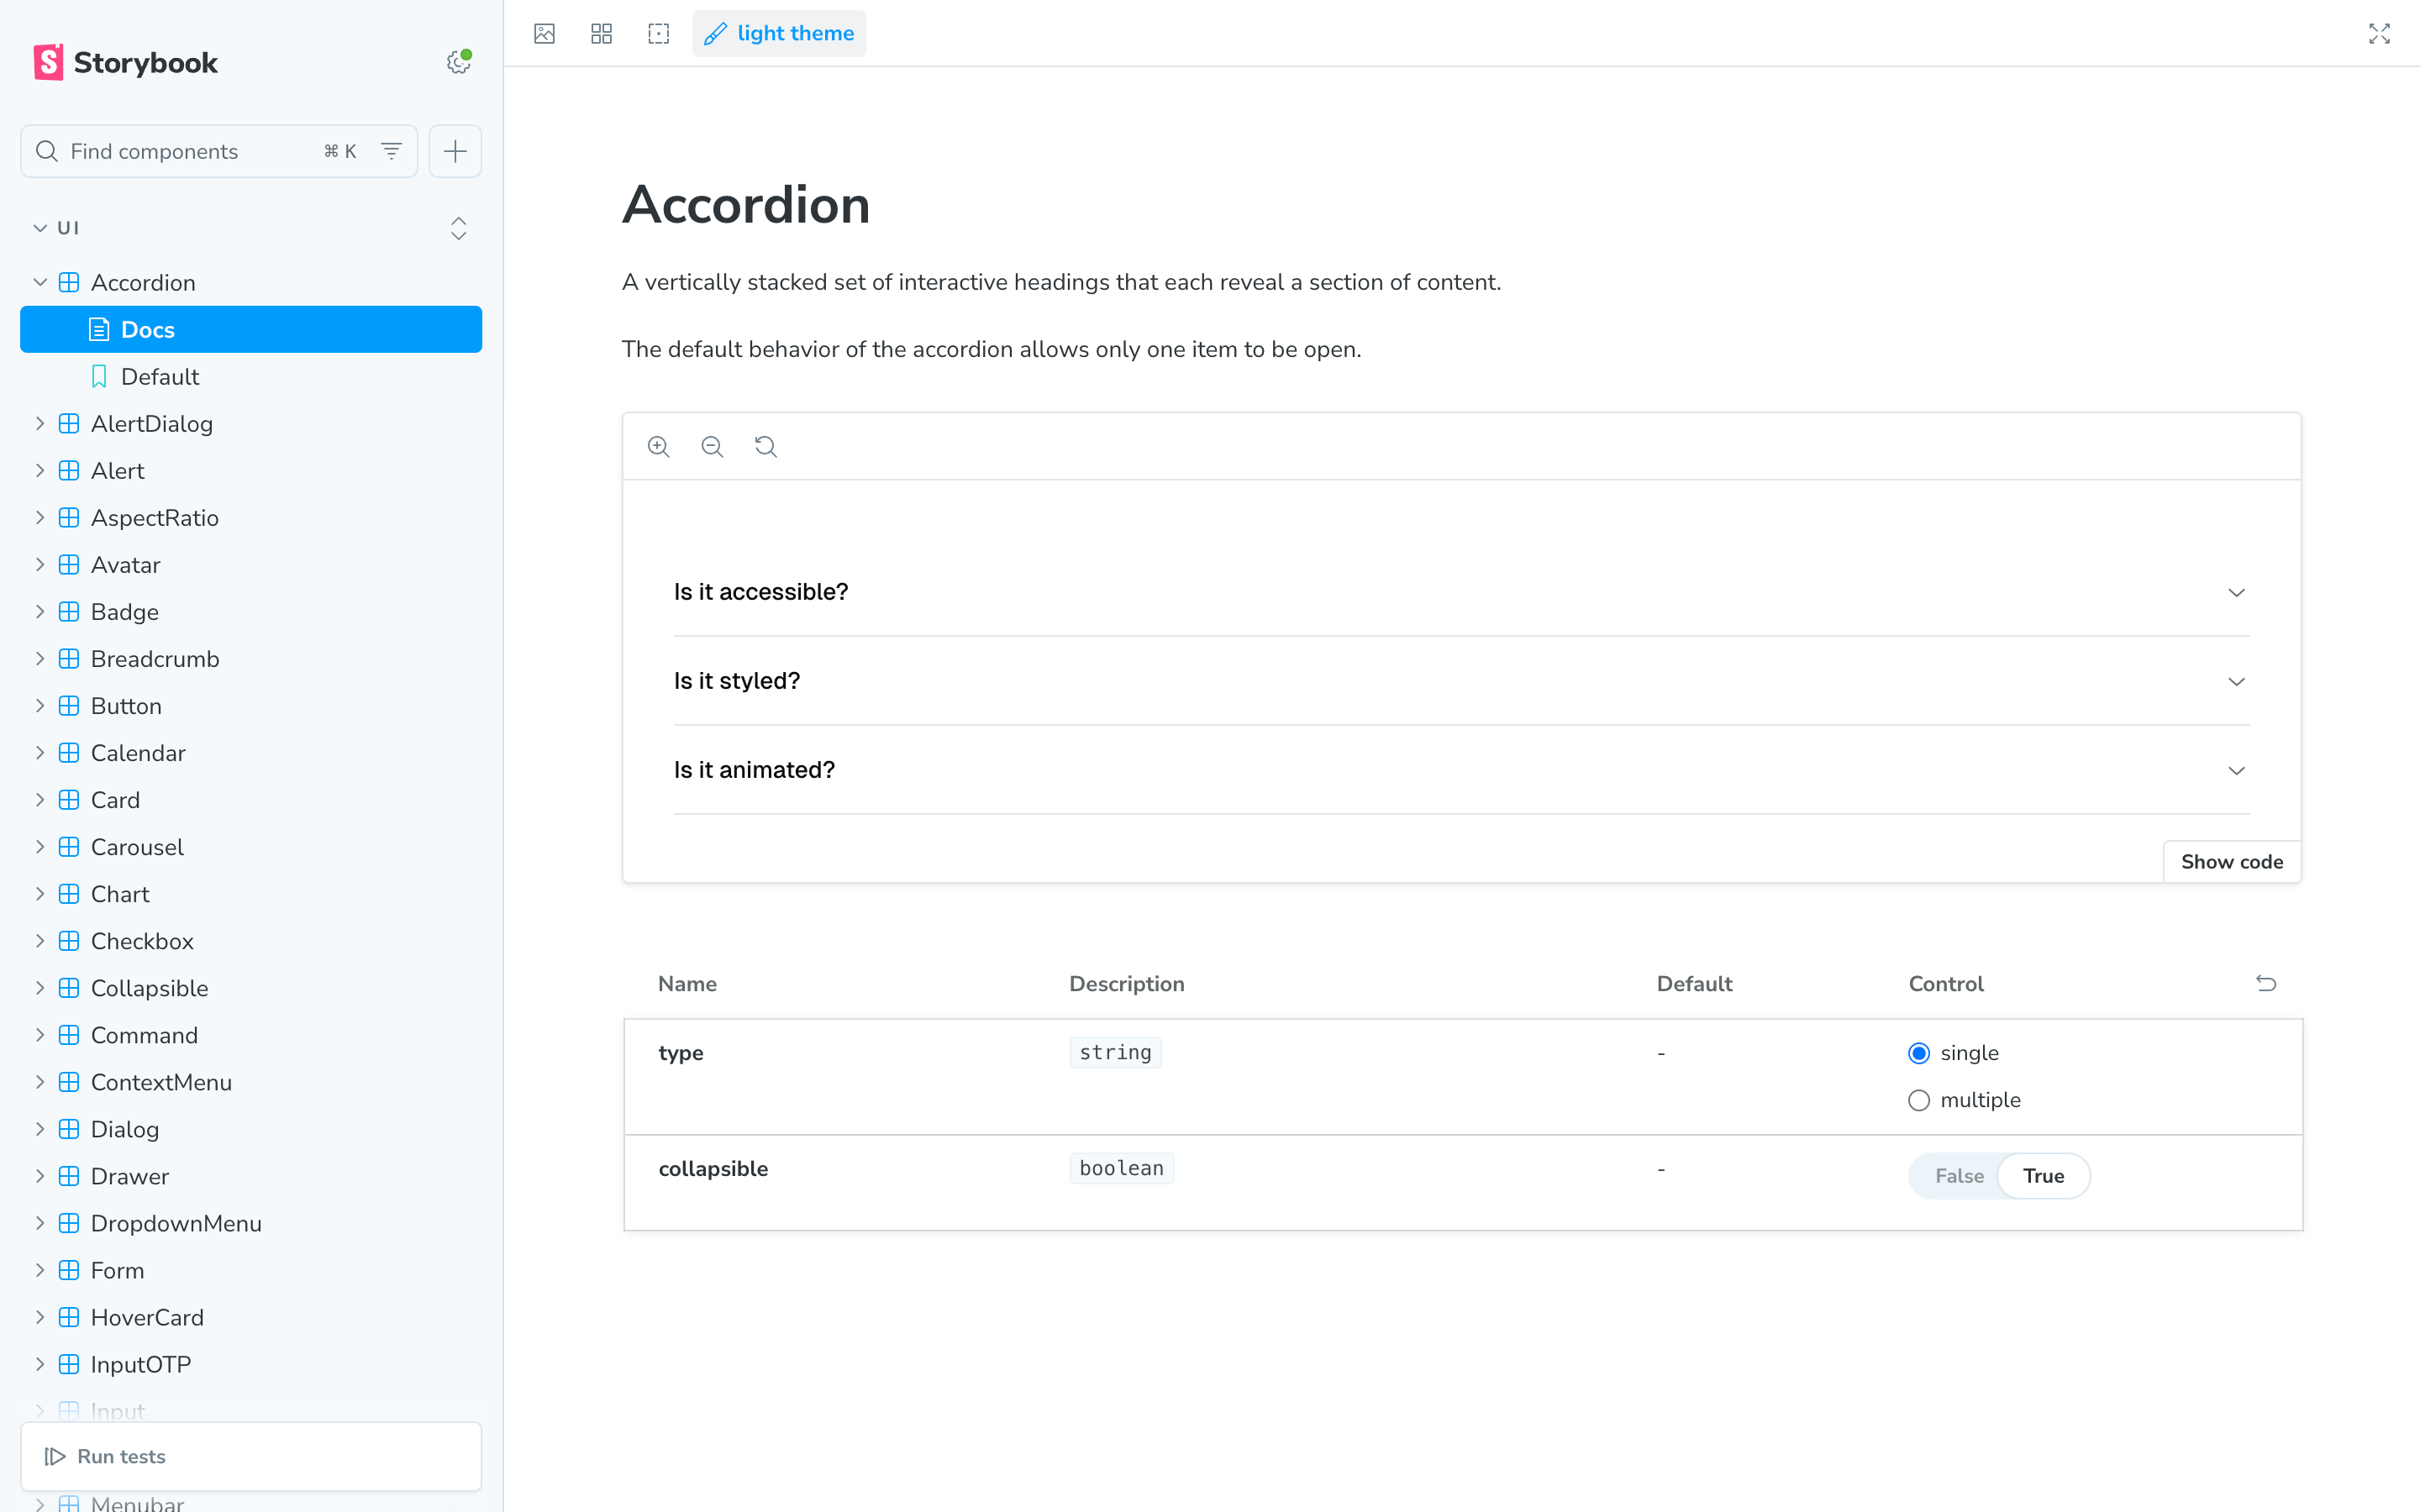 Storybook
Find components ⌘ K
UI
Accordion
Docs
Default
AlertDialog
Alert
AspectRatio
Avatar
Badge
Breadcrumb
Button
Calendar
Card
Carousel
Chart
Checkbox
Collapsible
Command
ContextMenu
Dialog
Drawer
DropdownMenu
Form
HoverCard
InputOTP
Input
Run tests
Menubar
light theme
Accordion
A vertically stacked set of interactive headings that each reveal a section of content.
The default behavior of the accordion allows only one item to be open.
Is it accessible?
Is it styled?
Is it animated?
Show code
Name Description Default Control
type string - single
multiple
collapsible boolean - False True